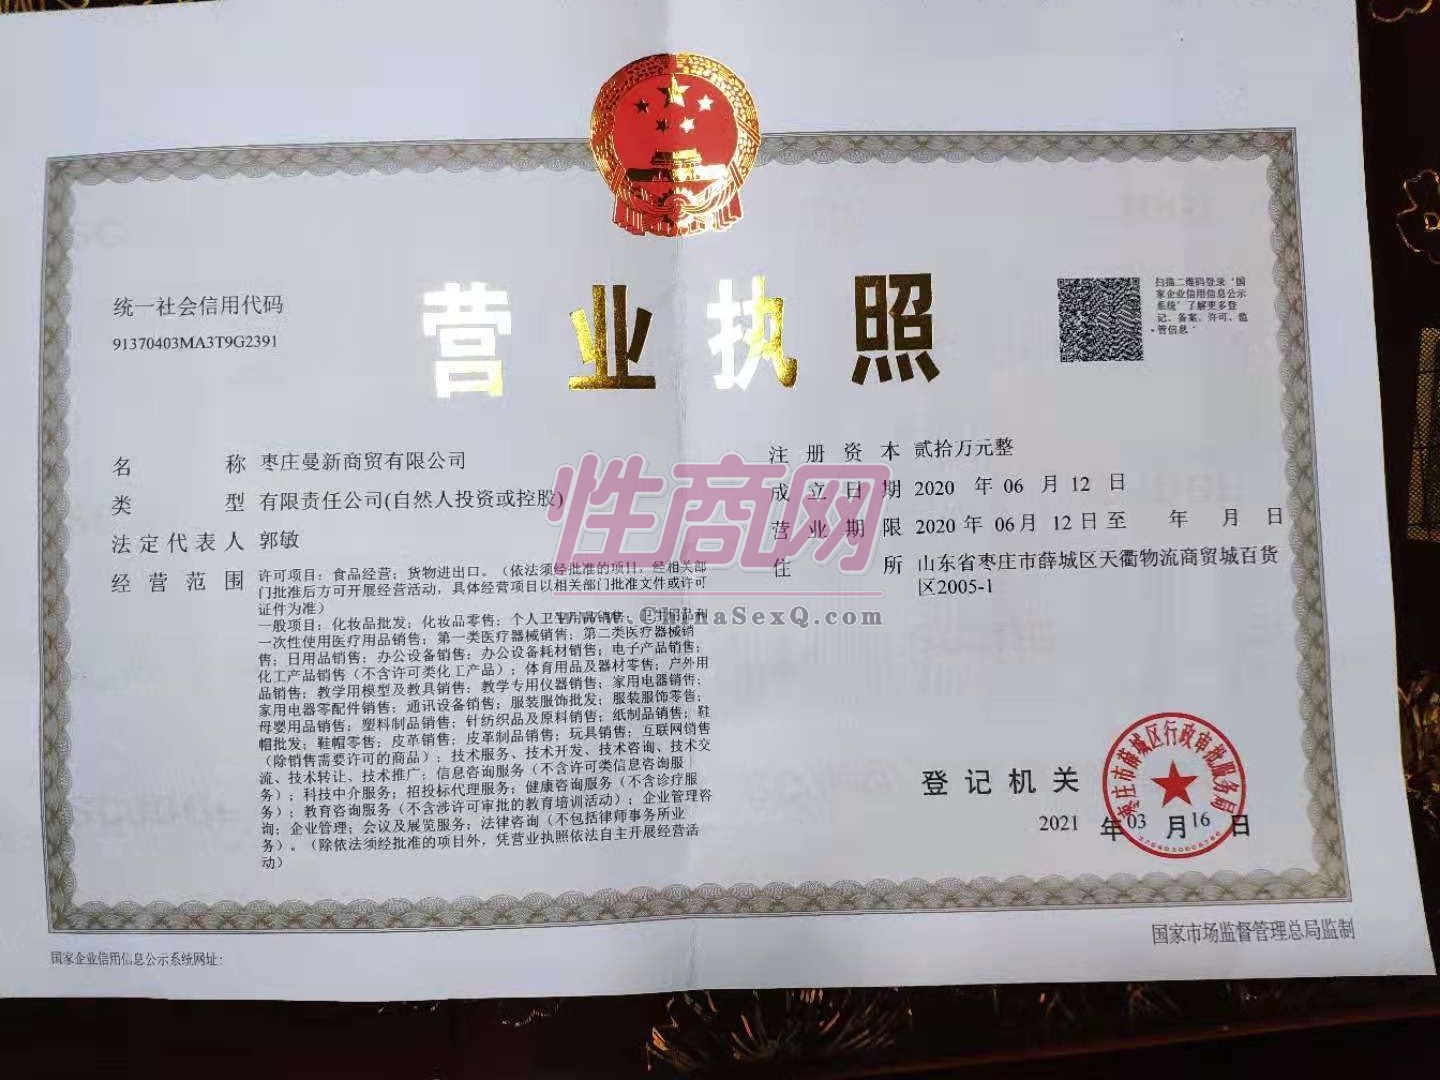 营业执照
统一社会信用代码
91370403MA3T9G2391
扫描二维码登录‘国
家企业信用信息公示
系统’了解更多登
记、备案、许可、监
管信息。
名 称 枣庄曼新商贸有限公司
类 型 有限责任公司(自然人投资或控股)
法定代表人 郭敏
经营范围 许可项目：食品经营；货物进出口。（依法须经批准的项目，经相关部
门批准后方可开展经营活动，具体经营项目以相关部门批准文件或许可
证件为准）
一般项目：化妆品批发；化妆品零售；个人卫生用品销售；卫生用品和
一次性使用医疗用品销售；第一类医疗器械销售；第二类医疗器械销
售；日用品销售；办公设备销售；办公设备耗材销售；电子产品销售；
化工产品销售（不含许可类化工产品）；体育用品及器材零售；户外用
品销售；教学用模型及教具销售；教学专用仪器销售；家用电器销售；
家用电器零配件销售；通讯设备销售；服装服饰批发；服装服饰零售；
母婴用品销售；塑料制品销售；针纺织品及原料销售；纸制品销售；鞋
帽批发；鞋帽零售；皮革销售；皮革制品销售；玩具销售；互联网销售
（除销售需要许可的商品）；技术服务、技术开发、技术咨询、技术交
流、技术转让、技术推广；信息咨询服务（不含许可类信息咨询服
务）；科技中介服务；招投标代理服务；健康咨询服务（不含诊疗服
务）；教育咨询服务（不含涉许可审批的教育培训活动）；企业管理咨
询；企业管理；会议及展览服务；法律咨询（不包括律师事务所业
务）。（除依法须经批准的项目外，凭营业执照依法自主开展经营活
动）
注册资本 贰拾万元整
成立日期 2020 年 06 月 12 日
营业期限 2020 年 06月 12 日至 年 月 日
住 所 山东省枣庄市薛城区天衢物流商贸城百货
区2005-1
性商网
www.ChinaSexQ.com
登记机关
枣庄市薛城区行政审批服务局
2021 年 03 月 16 日
国家企业信用信息公示系统网址：
国家市场监督管理总局监制